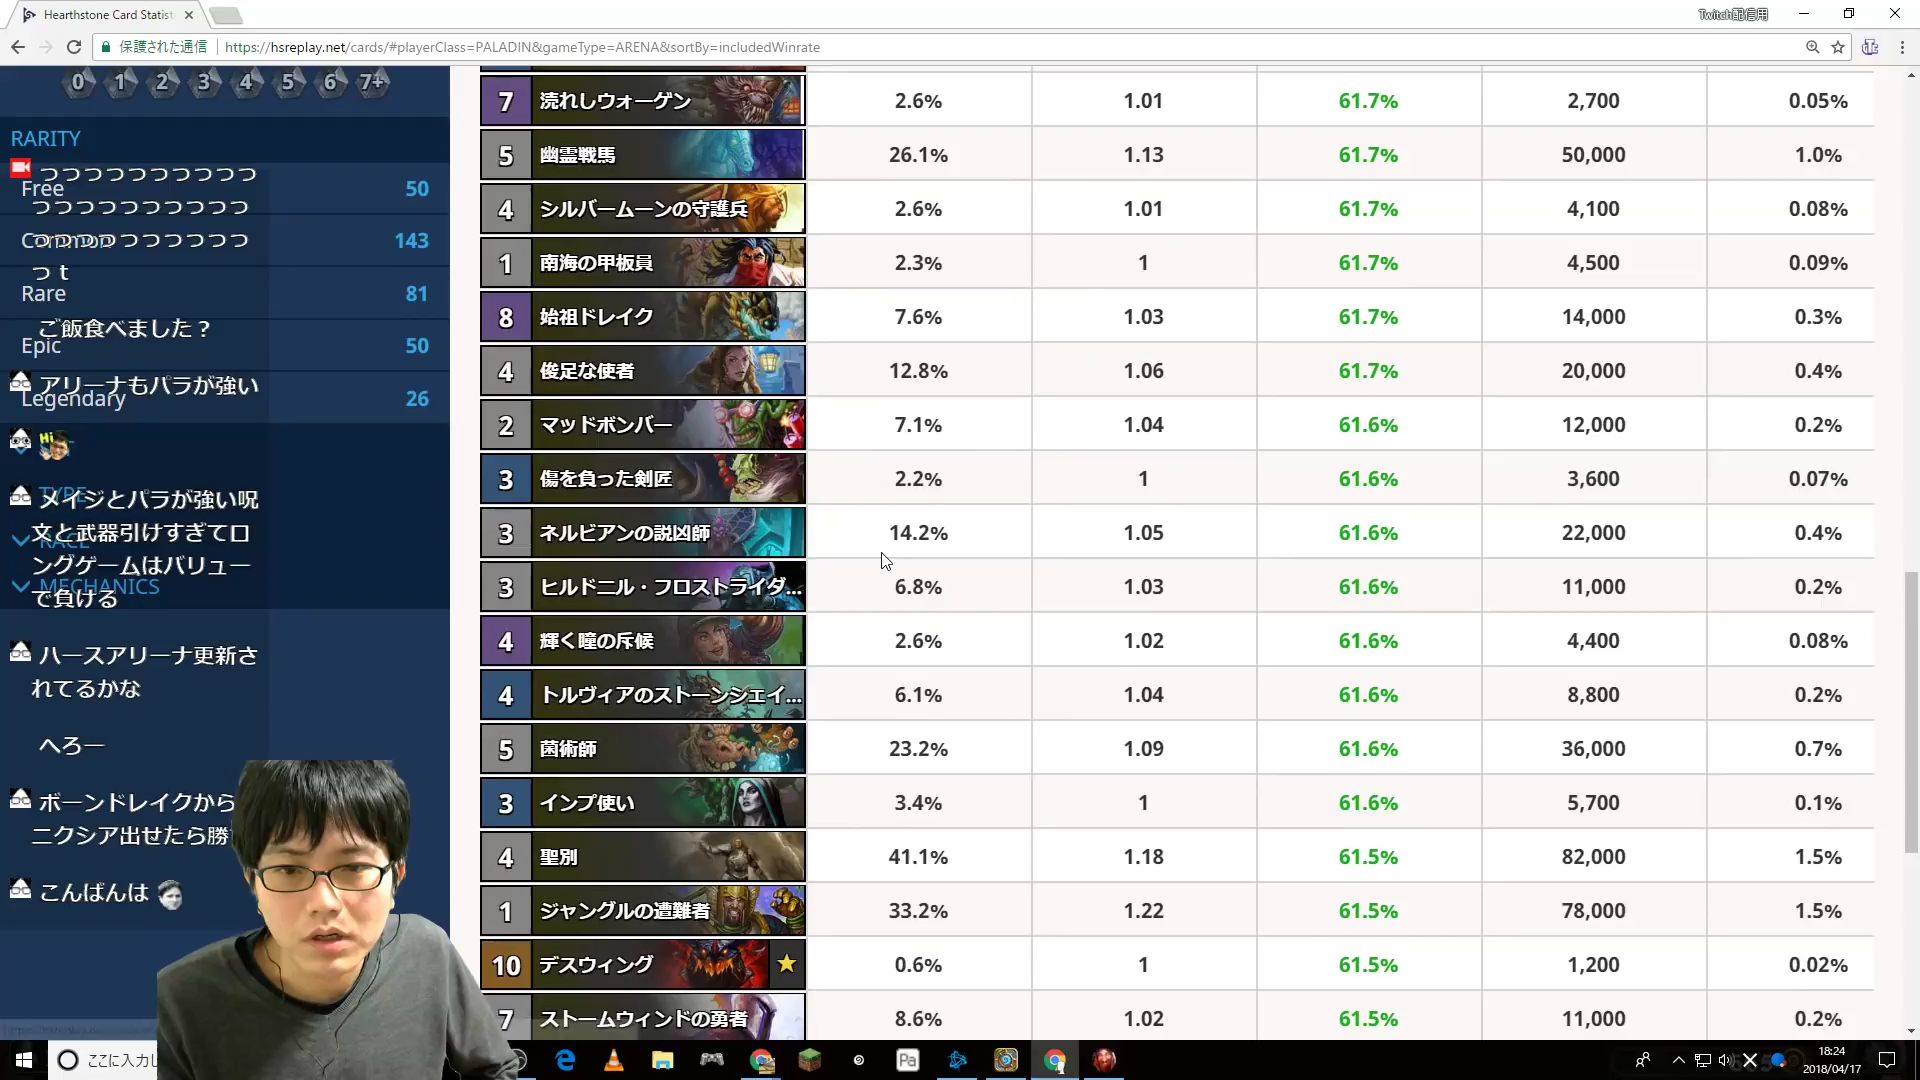 Hearthstone Card Statist
Twitch配信用
保護された通信
https://hsreplay.net/cards/#playerClass=PALADIN&gameType=ARENA&sortBy=includedWinrate
0 1 2 3 4 5 6 7+
RARITY
Free 50
Common 143
Rare 81
Epic 50
Legendary 26
TYPE
RACE
MECHANICS
っっっっっっっっっっ
っっっっっっっっっっ
っっっっっっっっっっ
っ t
ご飯食べました？
アリーナもパラが強い
Hi
メイジとパラが強い呪
文と武器引けすぎてロ
ングゲームはバリュー
で負ける
ハースアリーナ更新さ
れてるかな
へろー
ボーンドレイクから
ニクシア出せたら勝
こんばんは
7 洗れしウォーゲン 2.6% 1.01 61.7% 2,700 0.05%
5 幽霊戦馬 26.1% 1.13 61.7% 50,000 1.0%
4 シルバームーンの守護兵 2.6% 1.01 61.7% 4,100 0.08%
1 南海の甲板員 2.3% 1 61.7% 4,500 0.09%
8 始祖ドレイク 7.6% 1.03 61.7% 14,000 0.3%
4 俊足な使者 12.8% 1.06 61.7% 20,000 0.4%
2 マッドボンバー 7.1% 1.04 61.6% 12,000 0.2%
3 傷を負った剣匠 2.2% 1 61.6% 3,600 0.07%
3 ネルビアンの説凶師 14.2% 1.05 61.6% 22,000 0.4%
3 ヒルドニル・フロストライダ... 6.8% 1.03 61.6% 11,000 0.2%
4 輝く瞳の斥候 2.6% 1.02 61.6% 4,400 0.08%
4 トルヴィアのストーンシェイ... 6.1% 1.04 61.6% 8,800 0.2%
5 菌術師 23.2% 1.09 61.6% 36,000 0.7%
3 インプ使い 3.4% 1 61.6% 5,700 0.1%
4 聖別 41.1% 1.18 61.5% 82,000 1.5%
1 ジャングルの遭難者 33.2% 1.22 61.5% 78,000 1.5%
10 デスウィング 0.6% 1 61.5% 1,200 0.02%
7 ストームウィンドの勇者 8.6% 1.02 61.5% 11,000 0.2%
ここに入力し
Pa
18:24
2018/04/17